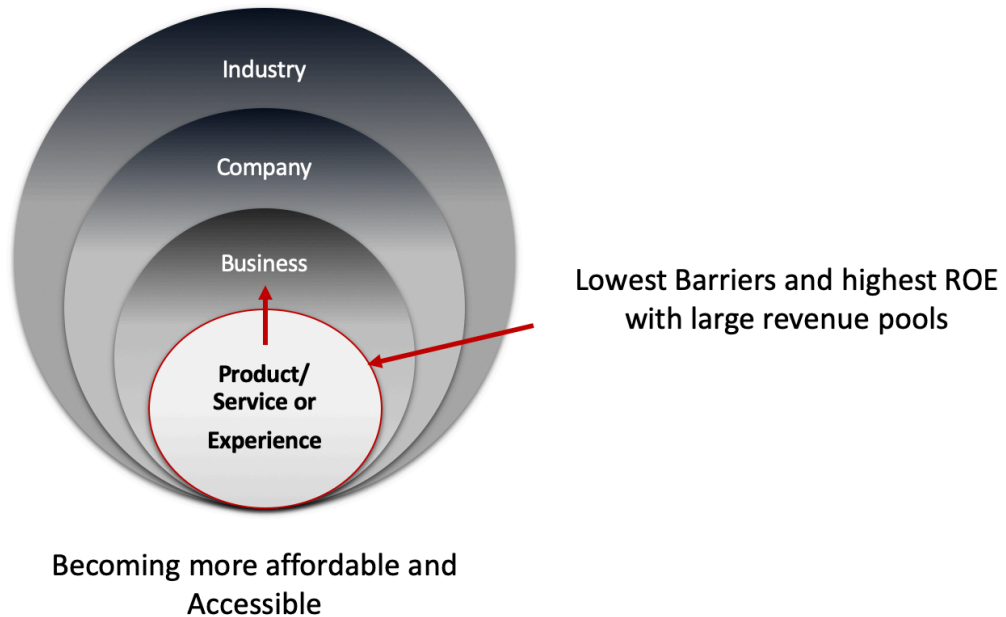 Industry
Company
Business
Product/
Service or
Experience
Lowest Barriers and highest ROE
with large revenue pools
Becoming more affordable and
Accessible